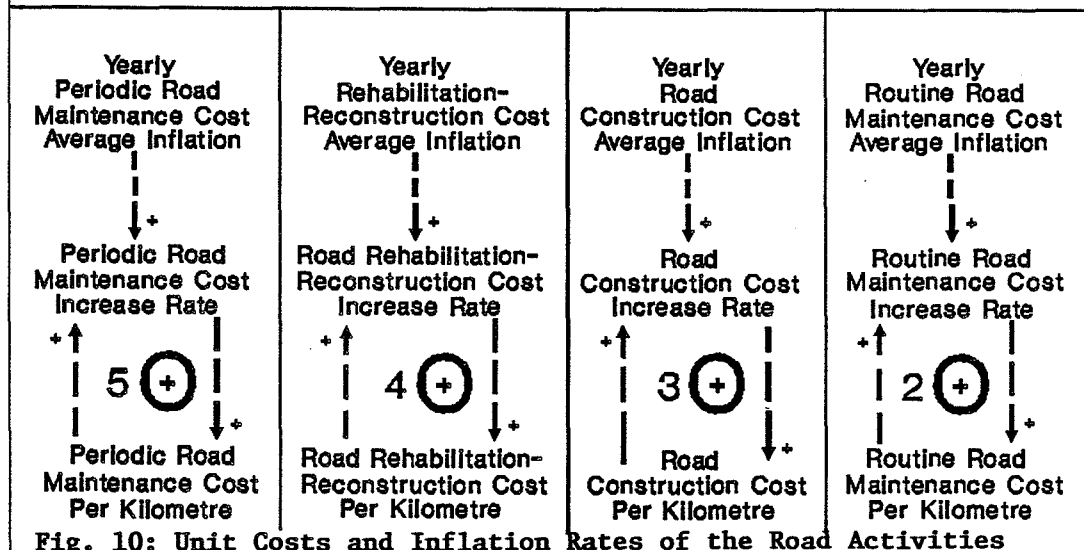 Yearly
Periodic Road
Maintenance Cost
Average Inflation
+
Periodic Road
Maintenance Cost
Increase Rate
+
5 +
+
Periodic Road
Maintenance Cost
Per Kilometre
Yearly
Rehabilitation-
Reconstruction Cost
Average Inflation
+
Road Rehabilitation-
Reconstruction Cost
Increase Rate
+
4 +
+
Road Rehabilitation-
Reconstruction Cost
Per Kilometre
Yearly
Road
Construction Cost
Average Inflation
+
Road
Construction Cost
Increase Rate
+
3 +
+
Road
Construction Cost
Per Kilometre
Yearly
Routine Road
Maintenance Cost
Average Inflation
+
Routine Road
Maintenance Cost
Increase Rate
+
2 +
+
Routine Road
Maintenance Cost
Per Kilometre
Fig. 10: Unit Costs and Inflation Rates of the Road Activities